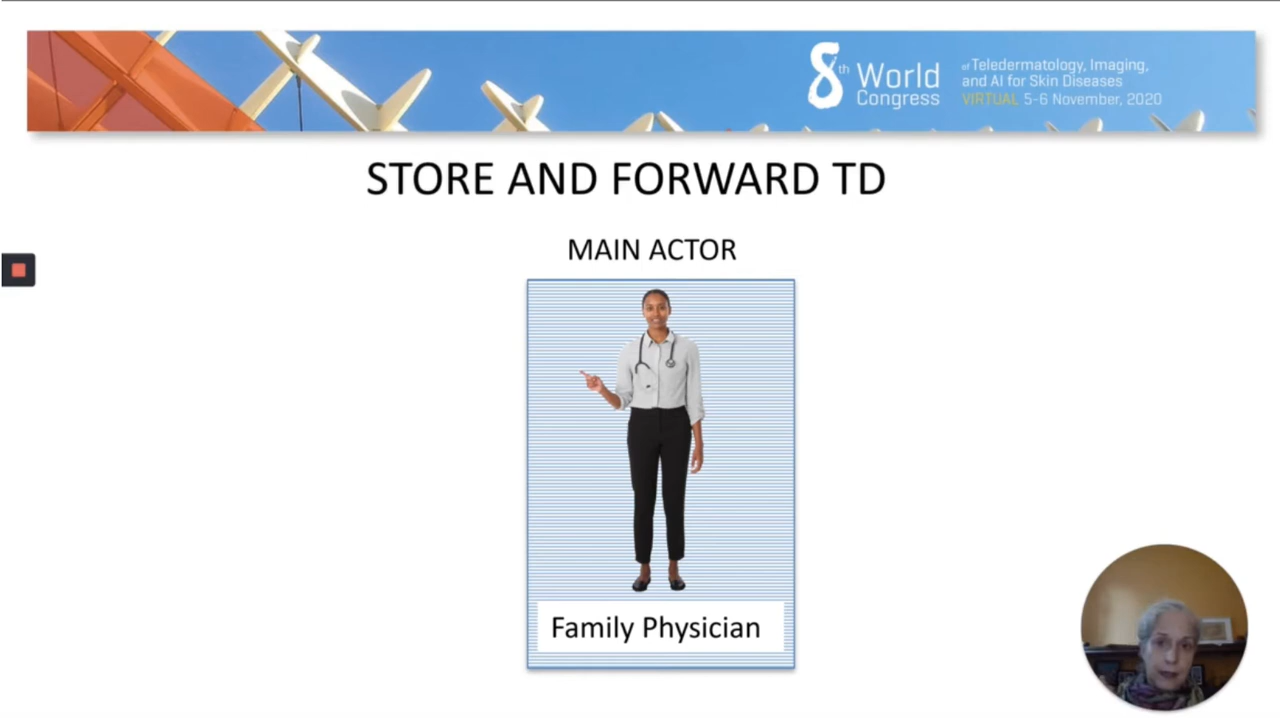 8th World
Congress
of Teledermatology, Imaging,
and AI for Skin Diseases
VIRTUAL 5-6 November, 2020
STORE AND FORWARD TD
MAIN ACTOR
Family Physician